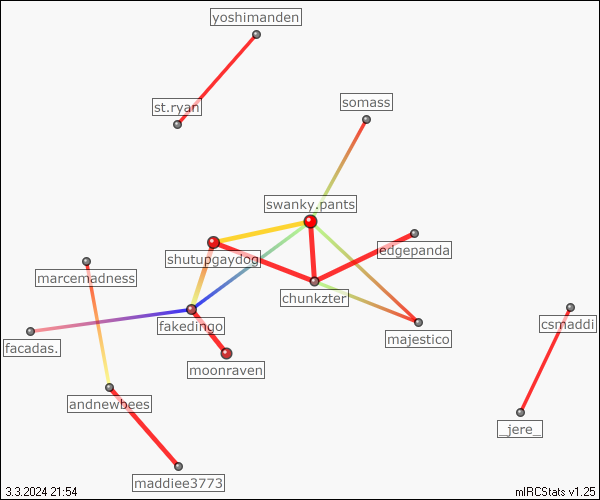 yoshimanden
st.ryan
somass
swanky.pants
edgepanda
shutupgaydog
marcemadness
chunkzter
fakedingo
csmaddi
majestico
facadas.
moonraven
andnewbees
_jere_
maddiee3773
3.3.2024 21:54
mIRCStats v1.25